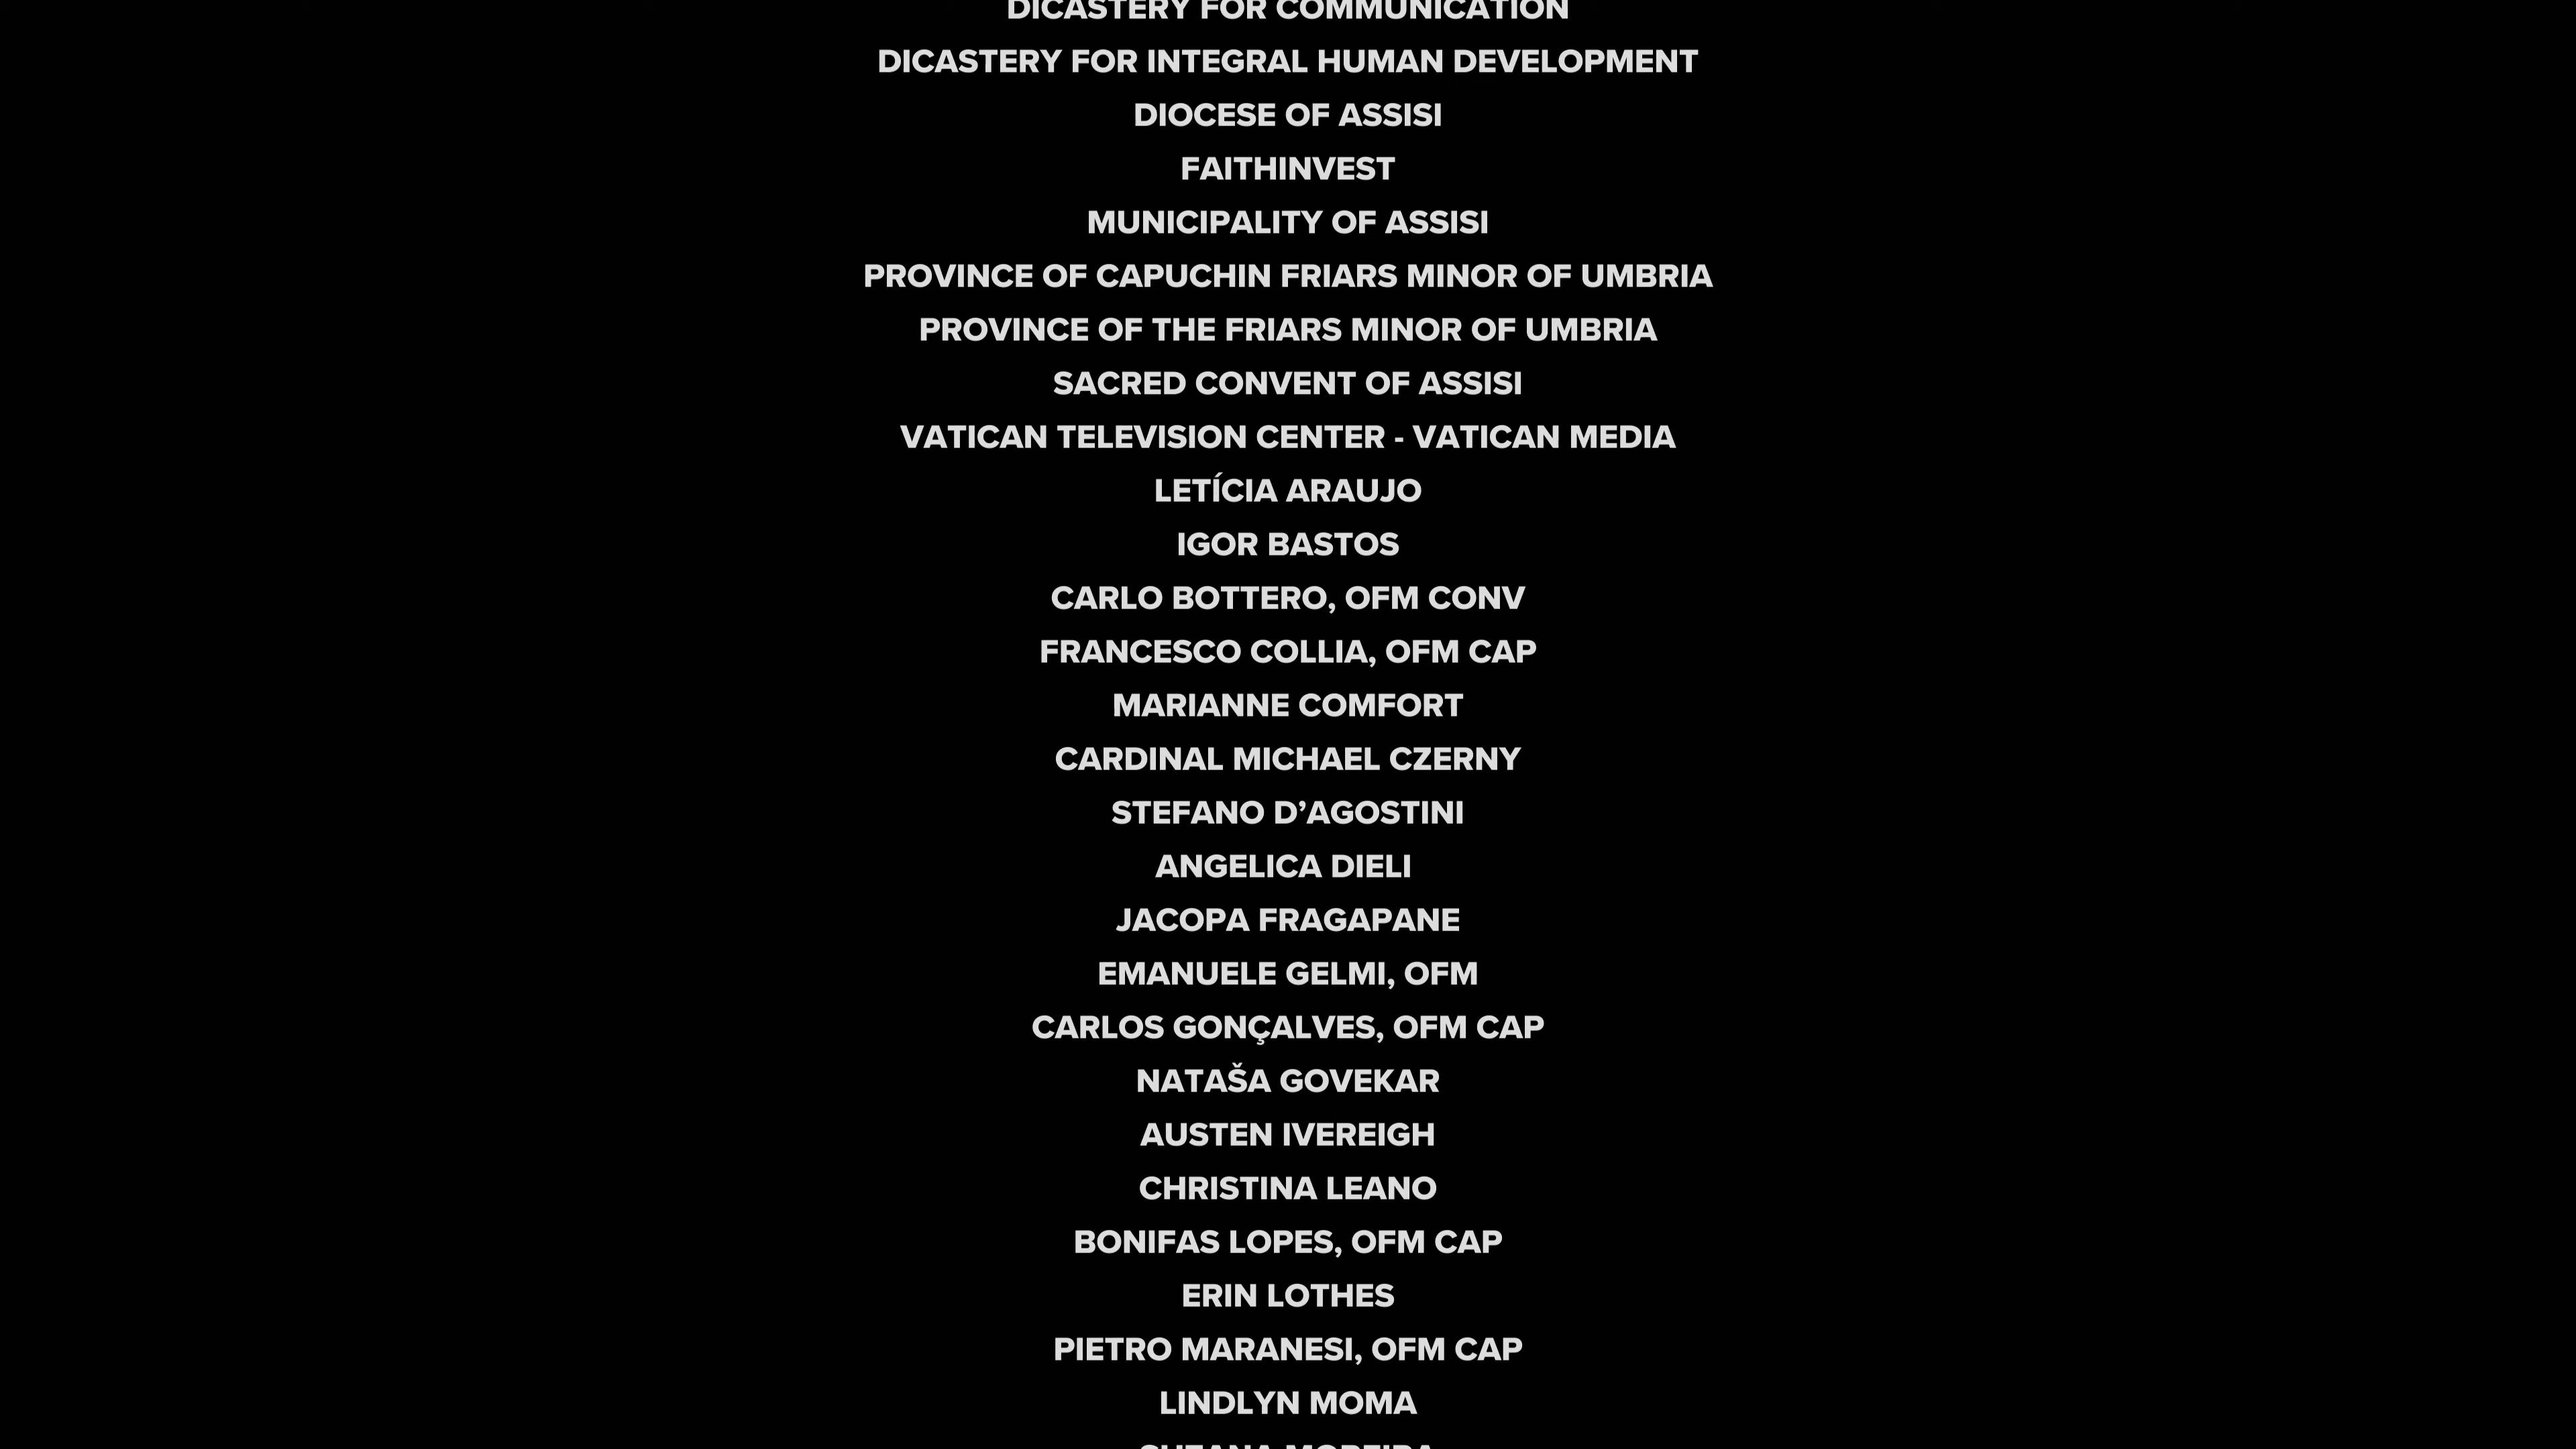 DICASTERY FOR COMMUNICATION
DICASTERY FOR INTEGRAL HUMAN DEVELOPMENT
DIOCESE OF ASSISI
FAITHINVEST
MUNICIPALITY OF ASSISI
PROVINCE OF CAPUCHIN FRIARS MINOR OF UMBRIA
PROVINCE OF THE FRIARS MINOR OF UMBRIA
SACRED CONVENT OF ASSISI
VATICAN TELEVISION CENTER - VATICAN MEDIA
LETÍCIA ARAUJO
IGOR BASTOS
CARLO BOTTERO, OFM CONV
FRANCESCO COLLIA, OFM CAP
MARIANNE COMFORT
CARDINAL MICHAEL CZERNY
STEFANO D’AGOSTINI
ANGELICA DIELI
JACOPA FRAGAPANE
EMANUELE GELMI, OFM
CARLOS GONÇALVES, OFM CAP
NATAŠA GOVEKAR
AUSTEN IVEREIGH
CHRISTINA LEANO
BONIFAS LOPES, OFM CAP
ERIN LOTHES
PIETRO MARANESI, OFM CAP
LINDLYN MOMA